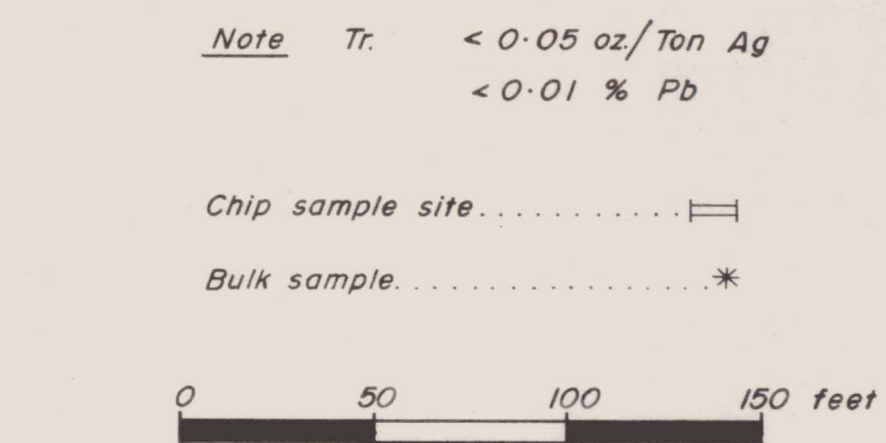 Note Tr. < 0·05 oz./Ton Ag
< 0·01 % Pb
Chip sample site...........
Bulk sample..................
0 50 100 150 feet